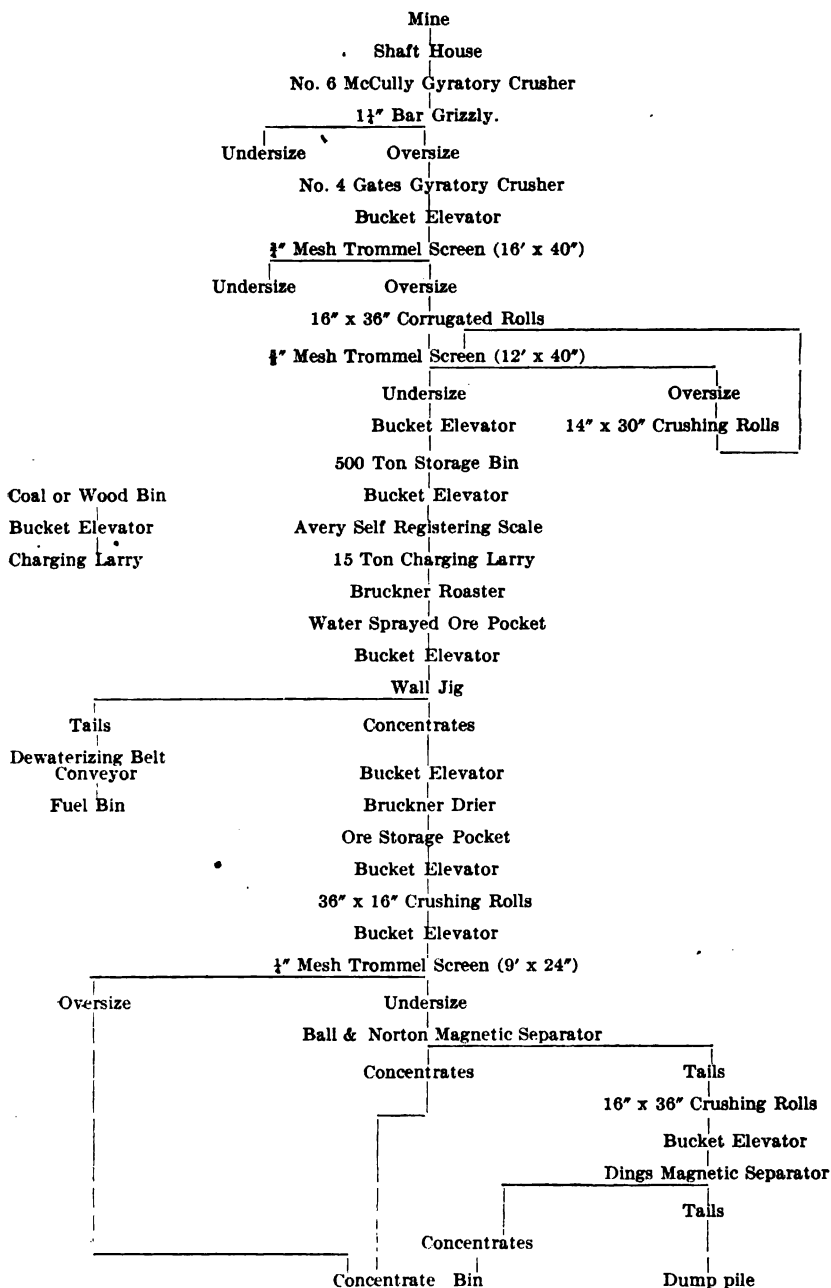 Mine
Shaft House
No. 6 McCully Gyratory Crusher
1¼″ Bar Grizzly.
Undersize Oversize
No. 4 Gates Gyratory Crusher
Bucket Elevator
¾″ Mesh Trommel Screen (16′ x 40″)
Undersize Oversize
16″ x 36″ Corrugated Rolls
Mesh Trommel Screen (12′ x 40″)
Undersize Oversize
Bucket Elevator 14″ x 30″ Crushing Rolls
500 Ton Storage Bin
Coal or Wood Bin Bucket Elevator
Bucket Elevator Avery Self Registering Scale
Charging Larry 15 Ton Charging Larry
Bruckner Roaster
Water Sprayed Ore Pocket
Bucket Elevator
Wall Jig
Tails Concentrates
Dewaterizing Belt
Conveyor Bucket Elevator
Fuel Bin Bruckner Drier
Ore Storage Pocket
Bucket Elevator
36″ x 16″ Crushing Rolls
Bucket Elevator
¼″ Mesh Trommel Screen (9′ x 24″)
Oversize Undersize
Ball & Norton Magnetic Separator
Concentrates Tails
16″ x 36″ Crushing Rolls
Bucket Elevator
Dings Magnetic Separator
Tails
Concentrates
Concentrate Bin Dump pile